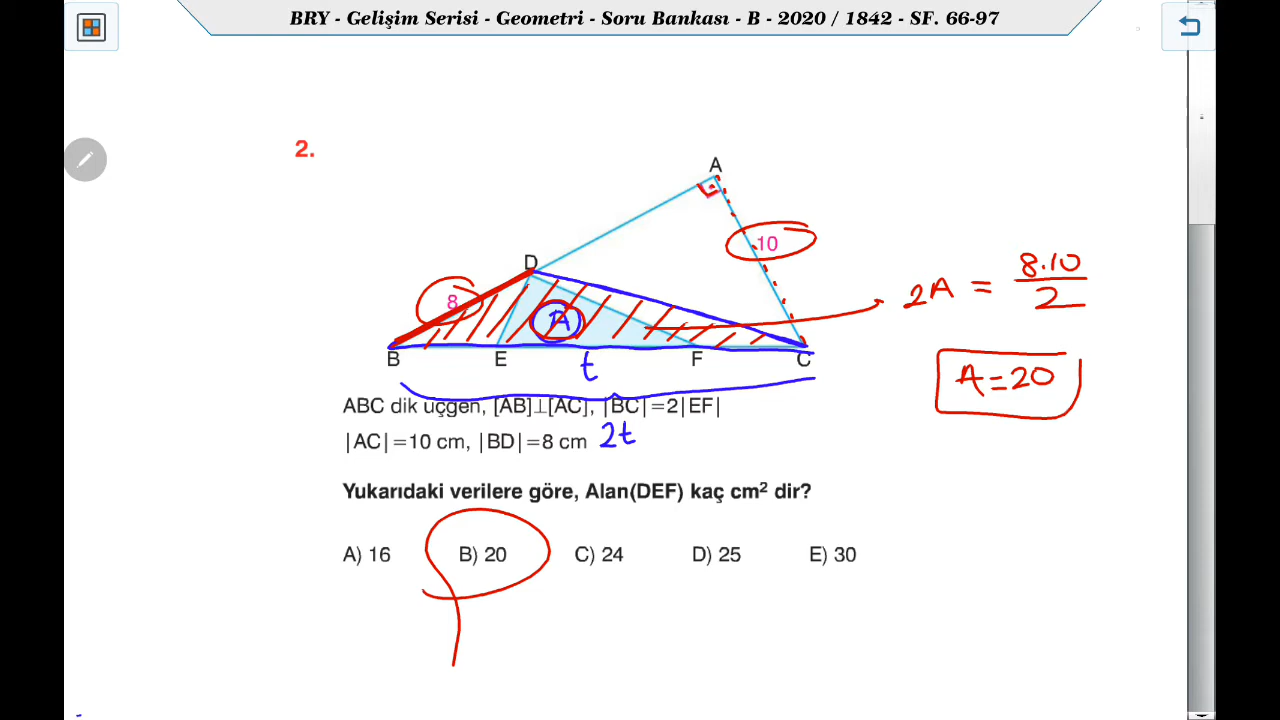 BRY - Gelişim Serisi - Geometri - Soru Bankası - B - 2020 / 1842 - SF. 66-97
2.
A
10
D
8
A
B
E
F
C
t
2A = 8.10 / 2
A = 20
ABC dik üçgen, [AB]⊥[AC], |BC|=2|EF|
|AC|=10 cm, |BD|=8 cm 2t
Yukarıdaki verilere göre, Alan(DEF) kaç cm² dir?
A) 16 B) 20 C) 24 D) 25 E) 30